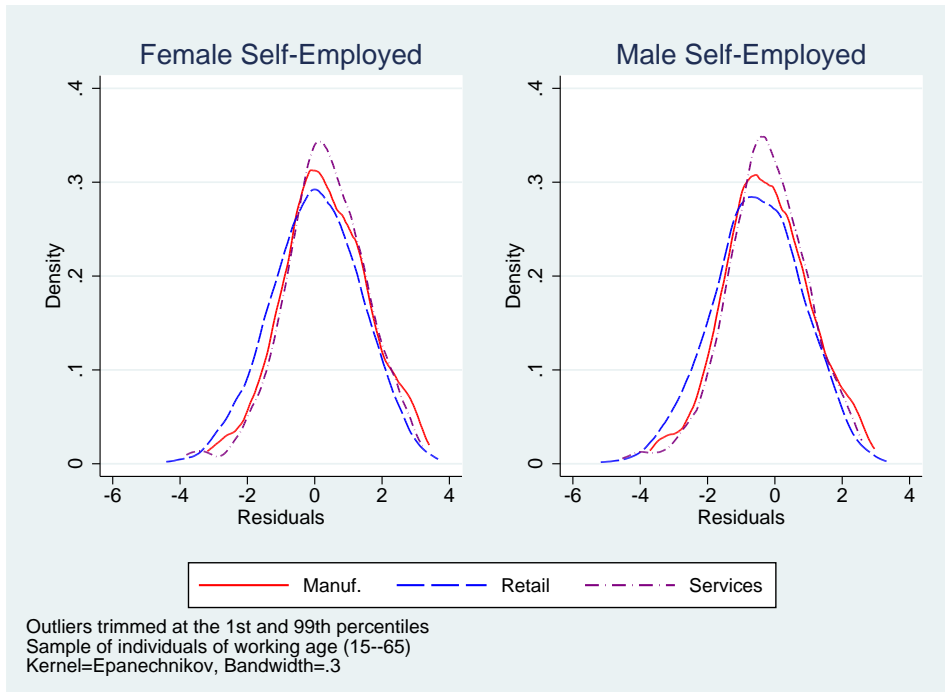 Female Self-Employed
Density
0
.1
.2
.3
.4
-6 -4 -2 0 2 4
Residuals
Male Self-Employed
Density
0
.1
.2
.3
.4
-6 -4 -2 0 2 4
Residuals
Manuf. Retail Services
Outliers trimmed at the 1st and 99th percentiles
Sample of individuals of working age (15--65)
Kernel=Epanechnikov, Bandwidth=.3